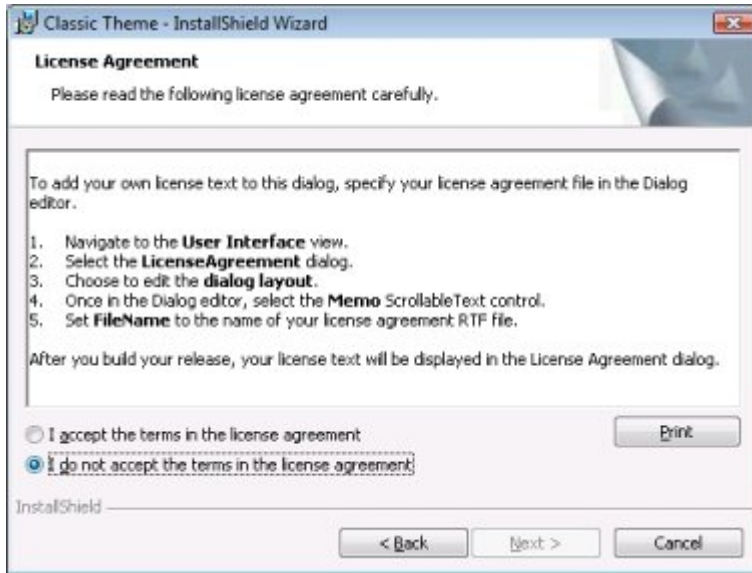 Classic Theme - InstallShield Wizard
License Agreement
Please read the following license agreement carefully.
To add your own license text to this dialog, specify your license agreement file in the Dialog
editor.
1. Navigate to the User Interface view.
2. Select the LicenseAgreement dialog.
3. Choose to edit the dialog layout.
4. Once in the Dialog editor, select the Memo ScrollableText control.
5. Set FileName to the name of your license agreement RTF file.
After you build your release, your license text will be displayed in the License Agreement dialog.
I accept the terms in the license agreement
Print
I do not accept the terms in the license agreement
InstallShield
< Back
Next >
Cancel